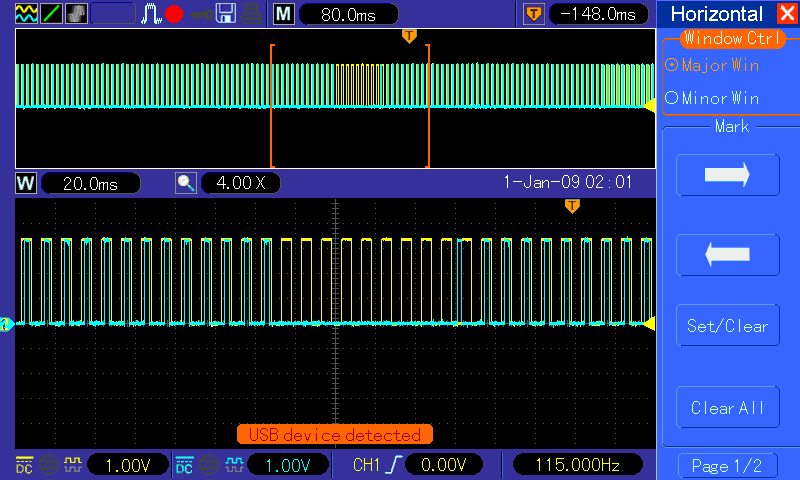 M 80.0ms T -148.0ms Horizontal
Window Ctrl
Major Win
Minor Win
Mark
W 20.0ms 4.00 X 1-Jan-09 02:01
T
T
2
Set/Clear
Clear All
USB device detected
DC 1.00V DC 1.00V CH1 0.00V 115.000Hz Page 1/2